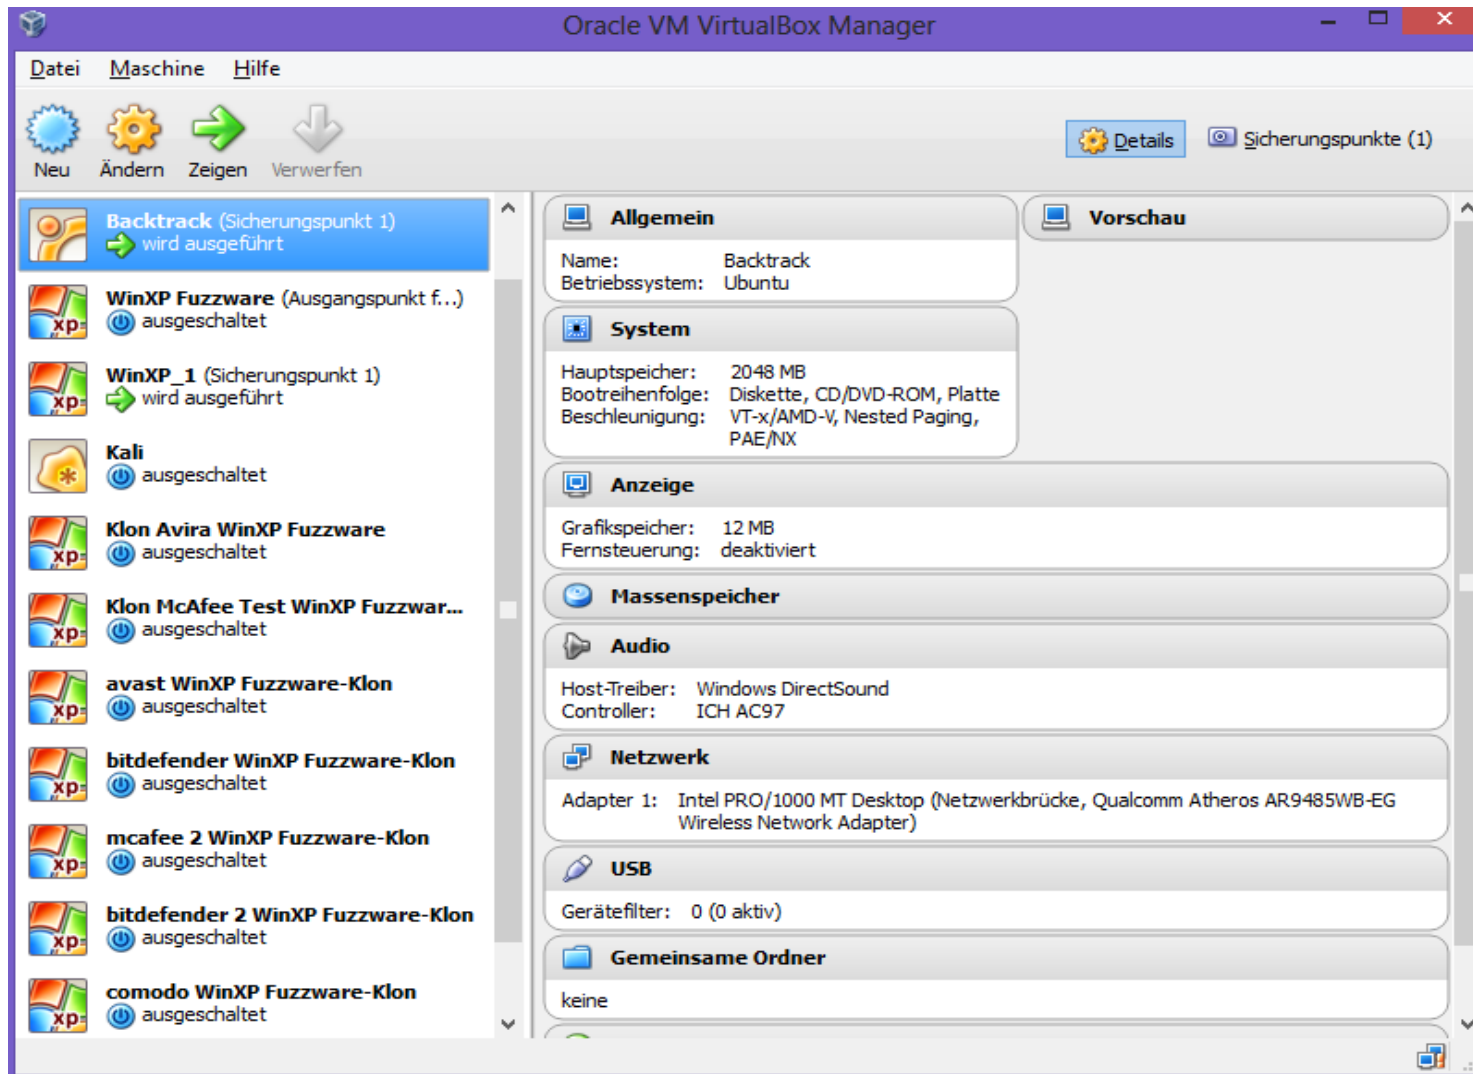 Oracle VM VirtualBox Manager
Datei Maschine Hilfe
Neu Ändern Zeigen Verwerfen
Details Sicherungspunkte (1)
Backtrack (Sicherungspunkt 1)
wird ausgeführt
WinXP Fuzzware (Ausgangspunkt f...)
ausgeschaltet
WinXP_1 (Sicherungspunkt 1)
wird ausgeführt
Kali
ausgeschaltet
Klon Avira WinXP Fuzzware
ausgeschaltet
Klon McAfee Test WinXP Fuzzwar...
ausgeschaltet
avast WinXP Fuzzware-Klon
ausgeschaltet
bitdefender WinXP Fuzzware-Klon
ausgeschaltet
mcafee 2 WinXP Fuzzware-Klon
ausgeschaltet
bitdefender 2 WinXP Fuzzware-Klon
ausgeschaltet
comodo WinXP Fuzzware-Klon
ausgeschaltet
Allgemein
Name: Backtrack
Betriebssystem: Ubuntu
Vorschau
System
Hauptspeicher: 2048 MB
Bootreihenfolge: Diskette, CD/DVD-ROM, Platte
Beschleunigung: VT-x/AMD-V, Nested Paging,
PAE/NX
Anzeige
Grafikspeicher: 12 MB
Fernsteuerung: deaktiviert
Massenspeicher
Audio
Host-Treiber: Windows DirectSound
Controller: ICH AC97
Netzwerk
Adapter 1: Intel PRO/1000 MT Desktop (Netzwerkbrücke, Qualcomm Atheros AR9485WB-EG
Wireless Network Adapter)
USB
Gerätefilter: 0 (0 aktiv)
Gemeinsame Ordner
keine